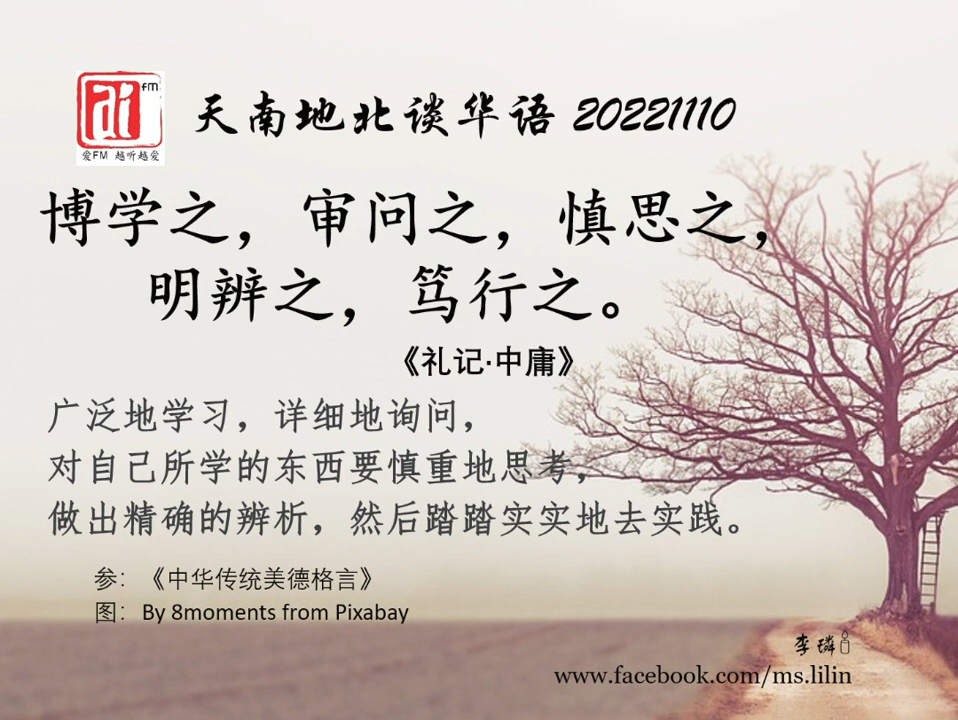 ai fm
爱FM 越听越爱
天南地北谈华语 20221110
博学之，审问之，慎思之，
明辨之，笃行之。
《礼记·中庸》
广泛地学习，详细地询问，
对自己所学的东西要慎重地思考，
做出精确的辨析，然后踏踏实实地去实践。
参：《中华传统美德格言》
图：By 8moments from Pixabay
李璘
www.facebook.com/ms.lilin